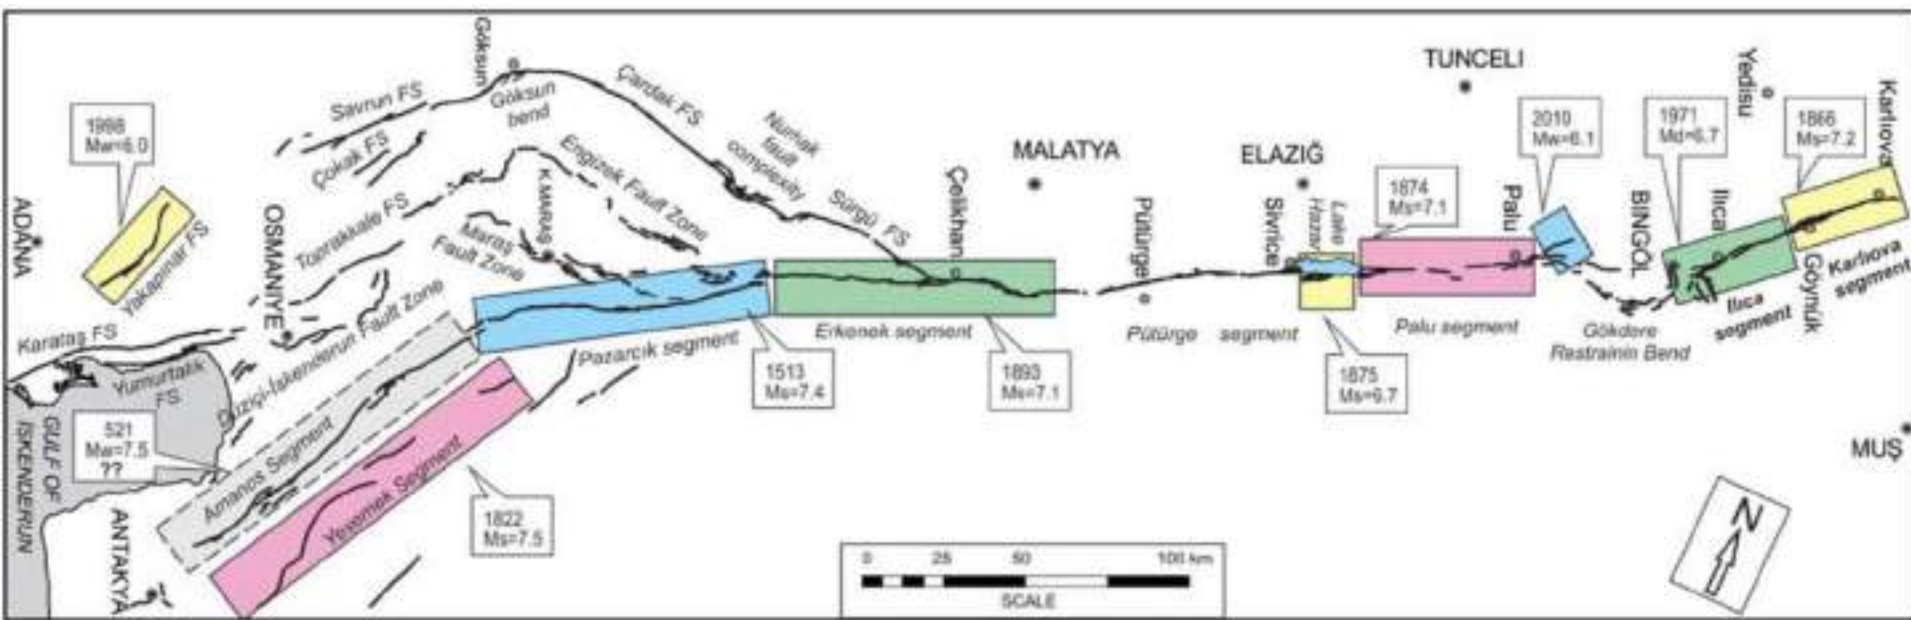 Göksun
Savrun FS
Göksun
bend
Çardak FS
Çokak FS
1998
Mw=6.0
ADANA
Yakapınar FS
OSMANİYE
Toprakkale FS
K.MARAŞ
Engizek Fault Zone
Maraş
Fault Zone
Nurhak
fault
complexity
Sürgü FS
Çelikhan
MALATYA
Pütürge
ELAZIĞ
Sivrice
Lake
Hazar
1874
Ms=7.1
TUNCELI
Palu
2010
Mw=6.1
BINGÖL
1971
Md=6.7
Ilıca
Yedisu
1866
Ms=7.2
Karlıova
Göynük
Karlıova
segment
Ilıca
segment
Karataş FS
Yumurtalık
FS
Düziçi-İskenderun Fault Zone
Pazarcık segment
Erkenek segment
Pütürge segment
Palu segment
Gökdere
Restrainin Bend
1513
Ms=7.4
1893
Ms=7.1
1875
Ms=6.7
521
Mw=7.5
??
GULF OF
İSKENDERUN
Amanos Segment
Yesemek Segment
1822
Ms=7.5
ANTAKYA
MUŞ
N
0 25 50 100 km
SCALE